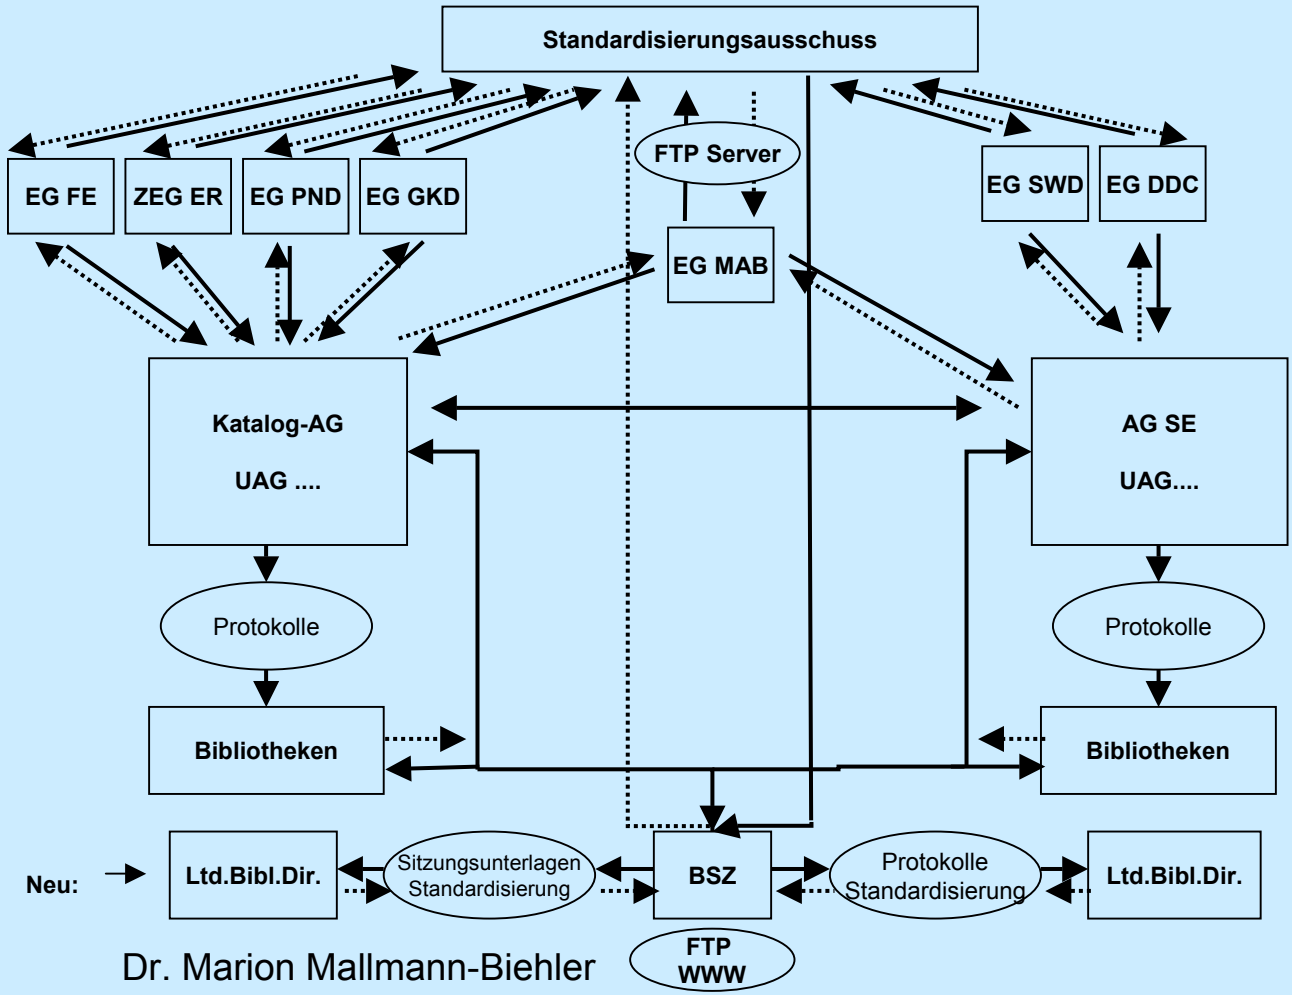 Standardisierungsausschuss
FTP Server
EG FE
ZEG ER
EG PND
EG GKD
EG SWD
EG DDC
EG MAB
Katalog-AG
UAG ....
AG SE
UAG....
Protokolle
Protokolle
Bibliotheken
Bibliotheken
Neu:
Ltd.Bibl.Dir.
Sitzungsunterlagen
Standardisierung
BSZ
Protokolle
Standardisierung
Ltd.Bibl.Dir.
FTP
WWW
Dr. Marion Mallmann-Biehler